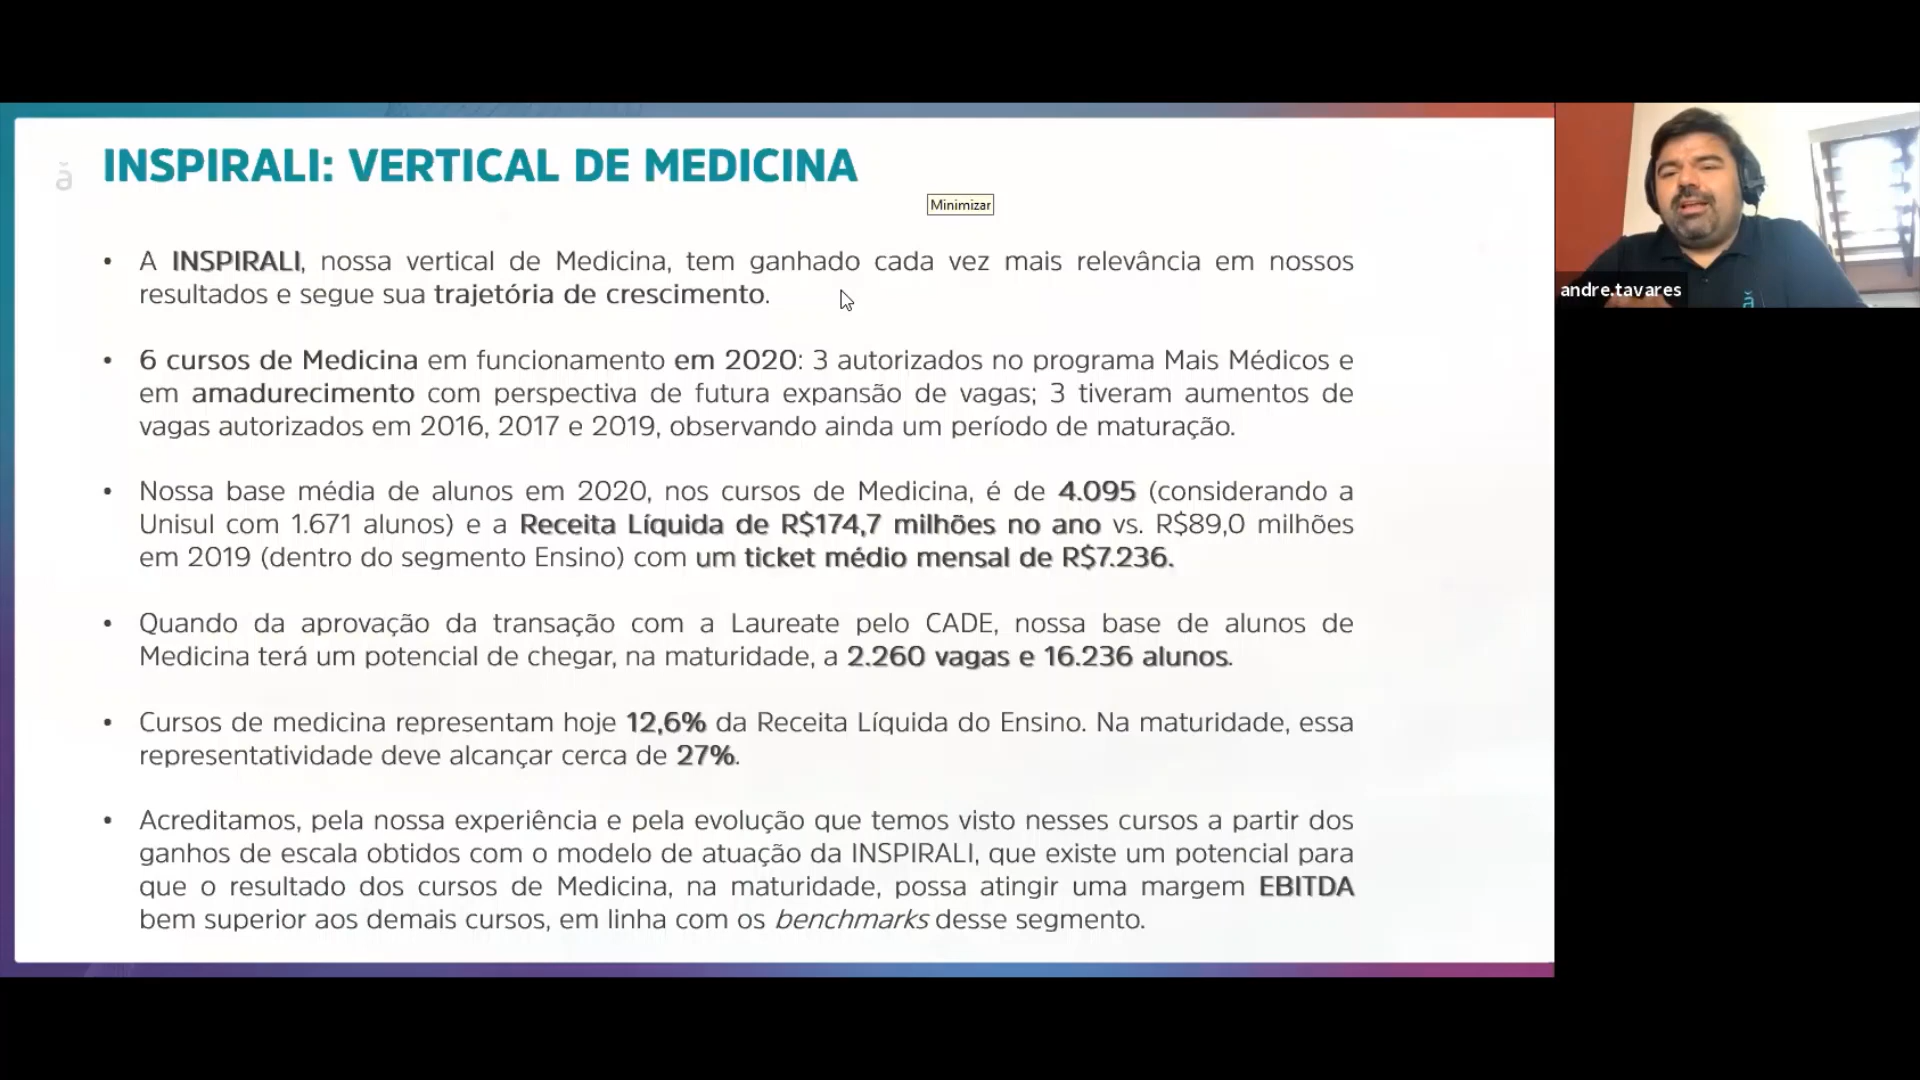 INSPIRALI: VERTICAL DE MEDICINA
ă
Minimizar
• A INSPIRALI, nossa vertical de Medicina, tem ganhado cada vez mais relevância em nossos
resultados e segue sua trajetória de crescimento.
• 6 cursos de Medicina em funcionamento em 2020: 3 autorizados no programa Mais Médicos e
em amadurecimento com perspectiva de futura expansão de vagas; 3 tiveram aumentos de
vagas autorizados em 2016, 2017 e 2019, observando ainda um período de maturação.
• Nossa base média de alunos em 2020, nos cursos de Medicina, é de 4.095 (considerando a
Unisul com 1.671 alunos) e a Receita Líquida de R$174,7 milhões no ano vs. R$89,0 milhões
em 2019 (dentro do segmento Ensino) com um ticket médio mensal de R$7.236.
• Quando da aprovação da transação com a Laureate pelo CADE, nossa base de alunos de
Medicina terá um potencial de chegar, na maturidade, a 2.260 vagas e 16.236 alunos.
• Cursos de medicina representam hoje 12,6% da Receita Líquida do Ensino. Na maturidade, essa
representatividade deve alcançar cerca de 27%.
• Acreditamos, pela nossa experiência e pela evolução que temos visto nesses cursos a partir dos
ganhos de escala obtidos com o modelo de atuação da INSPIRALI, que existe um potencial para
que o resultado dos cursos de Medicina, na maturidade, possa atingir uma margem EBITDA
bem superior aos demais cursos, em linha com os benchmarks desse segmento.
andre.tavares